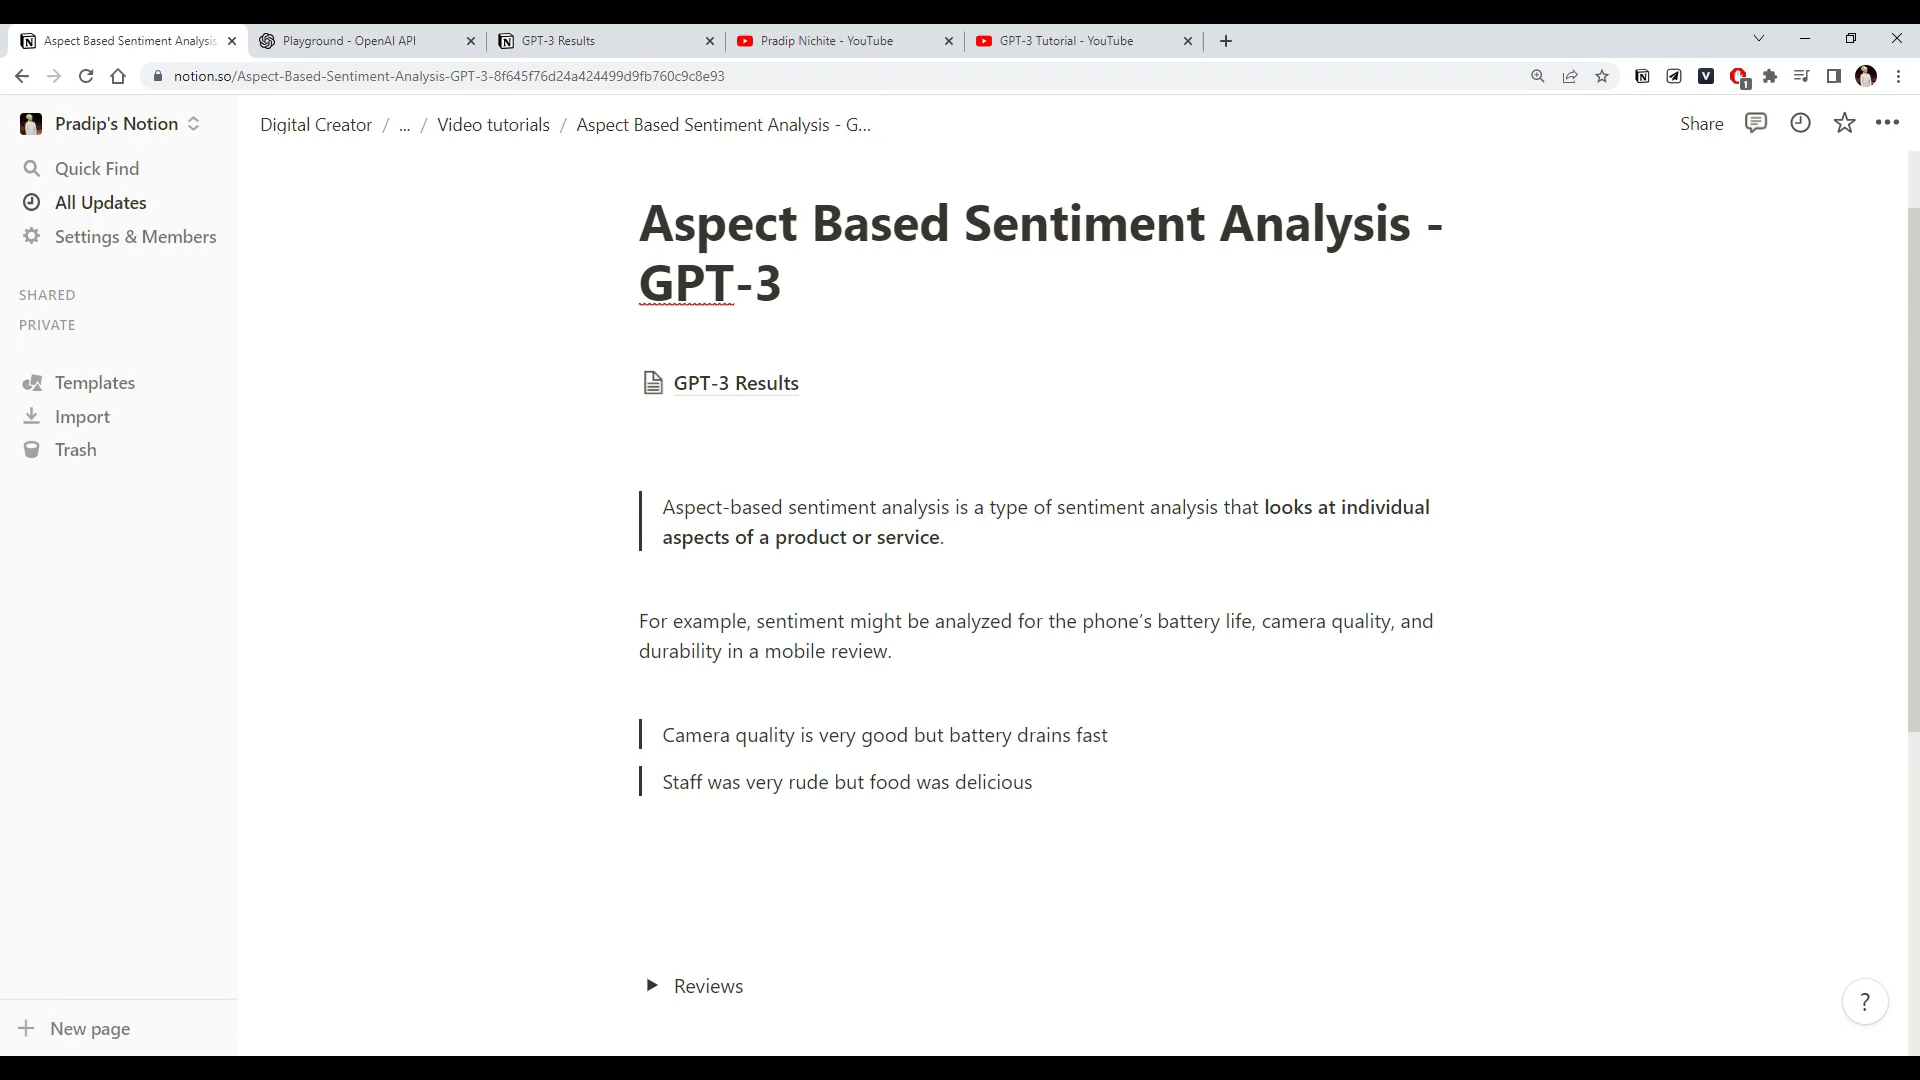 Aspect Based Sentiment Analysis
Playground - OpenAI API
GPT-3 Results
Pradip Nichite - YouTube
GPT-3 Tutorial - YouTube
notion.so/Aspect-Based-Sentiment-Analysis-GPT-3-8f645f76d24a424499d9fb760c9c8e93
V
1
Pradip's Notion
Digital Creator / ... / Video tutorials / Aspect Based Sentiment Analysis - G...
Share
Quick Find
All Updates
Settings & Members
SHARED
PRIVATE
Templates
Import
Trash
New page
Aspect Based Sentiment Analysis -
GPT-3
GPT-3 Results
Aspect-based sentiment analysis is a type of sentiment analysis that looks at individual
aspects of a product or service.
For example, sentiment might be analyzed for the phone’s battery life, camera quality, and
durability in a mobile review.
Camera quality is very good but battery drains fast
Staff was very rude but food was delicious
Reviews
?